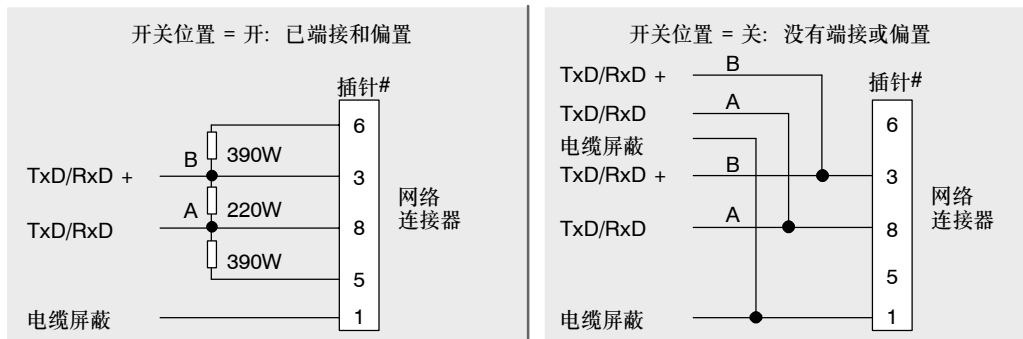 开关位置 = 开: 已端接和偏置
插针#
6
390W
B
TxD/RxD +
3
220W
网络
连接器
A
TxD/RxD
8
390W
5
电缆屏蔽
1
开关位置 = 关: 没有端接或偏置
TxD/RxD +
B
插针#
TxD/RxD
A
6
电缆屏蔽
TxD/RxD +
B
3
网络
连接器
TxD/RxD
A
8
5
电缆屏蔽
1